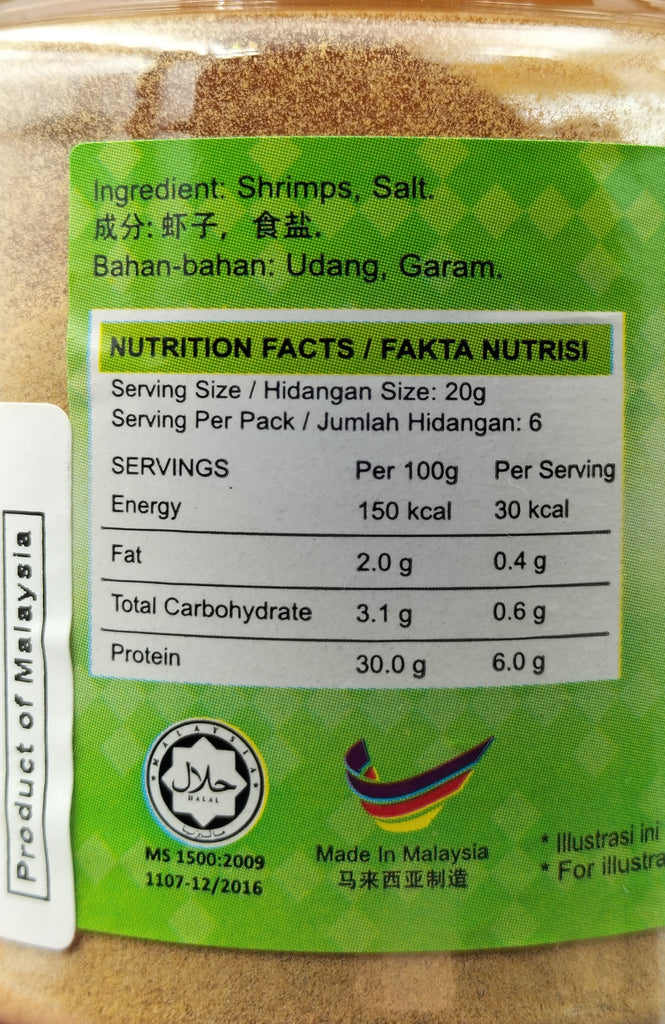 Ingredient: Shrimps, Salt.
成分: 虾子, 食盐.
Bahan-bahan: Udang, Garam.
NUTRITION FACTS / FAKTA NUTRISI
Serving Size / Hidangan Size: 20g
Serving Per Pack / Jumlah Hidangan: 6
SERVINGS Per 100g Per Serving
Energy 150 kcal 30 kcal
Fat 2.0 g 0.4 g
Total Carbohydrate 3.1 g 0.6 g
Protein 30.0 g 6.0 g
Product of Malaysia
MALAYSIA
حلال
HALAL
ماليزيا
MS 1500:2009
1107-12/2016
Made In Malaysia
马来西亚制造
* Illustrasi ini
* For illustra